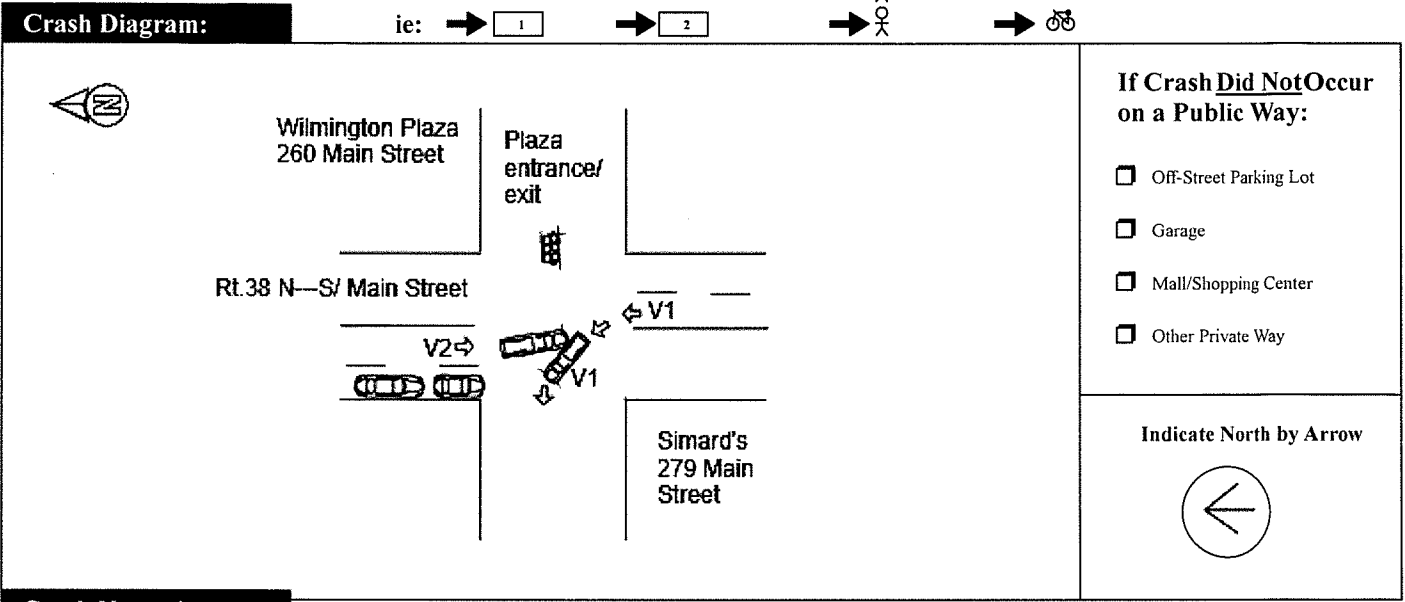 Crash Diagram:
ie:
1
2
N
Wilmington Plaza
260 Main Street
Plaza
entrance/
exit
Rt.38 N---S/ Main Street
V1
V2
V1
Simard's
279 Main
Street
If Crash Did Not Occur
on a Public Way:
Off-Street Parking Lot
Garage
Mall/Shopping Center
Other Private Way
Indicate North by Arrow